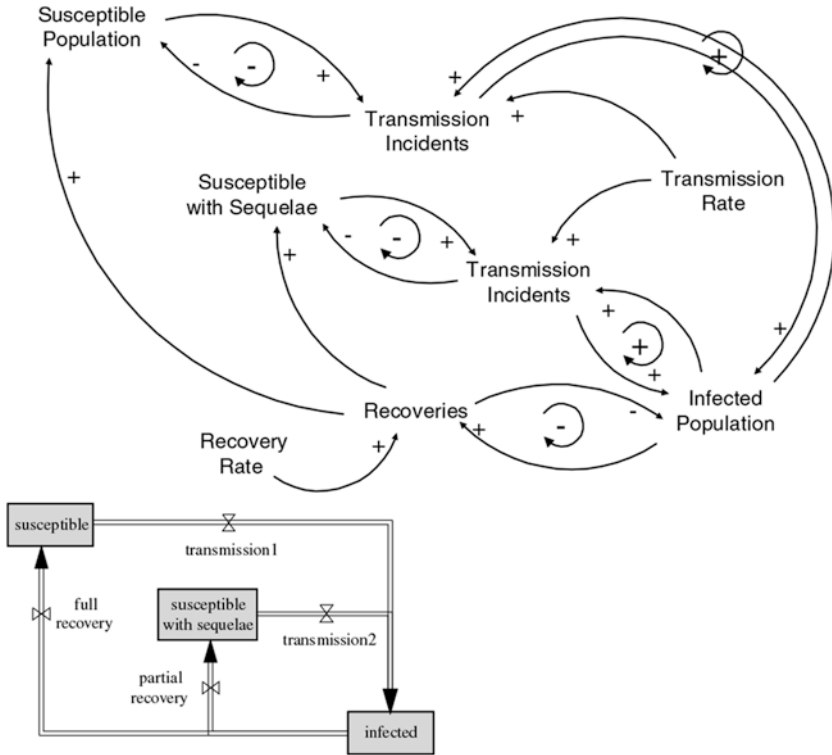 Susceptible
Population
-
-
+
+
+
Transmission
Incidents
+
+
Susceptible
with Sequelae
Transmission
Rate
+
-
-
+
+
Transmission
Incidents
+
+
+
+
Infected
Population
Recoveries
-
-
+
+
Recovery
Rate
susceptible
transmission1
full
recovery
susceptible
with sequelae
transmission2
partial
recovery
infected